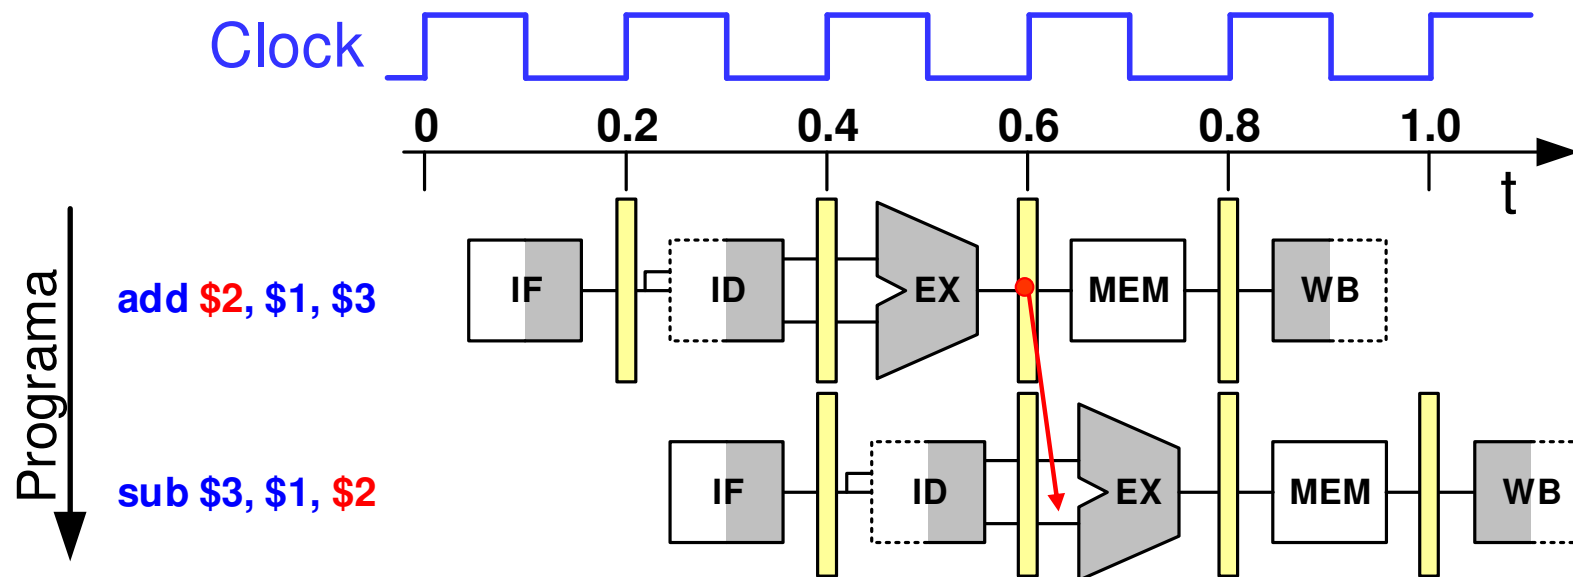 Clock
0 0.2 0.4 0.6 0.8 1.0
t
Programa
add $2, $1, $3 IF ID EX MEM WB
sub $3, $1, $2 IF ID EX MEM WB